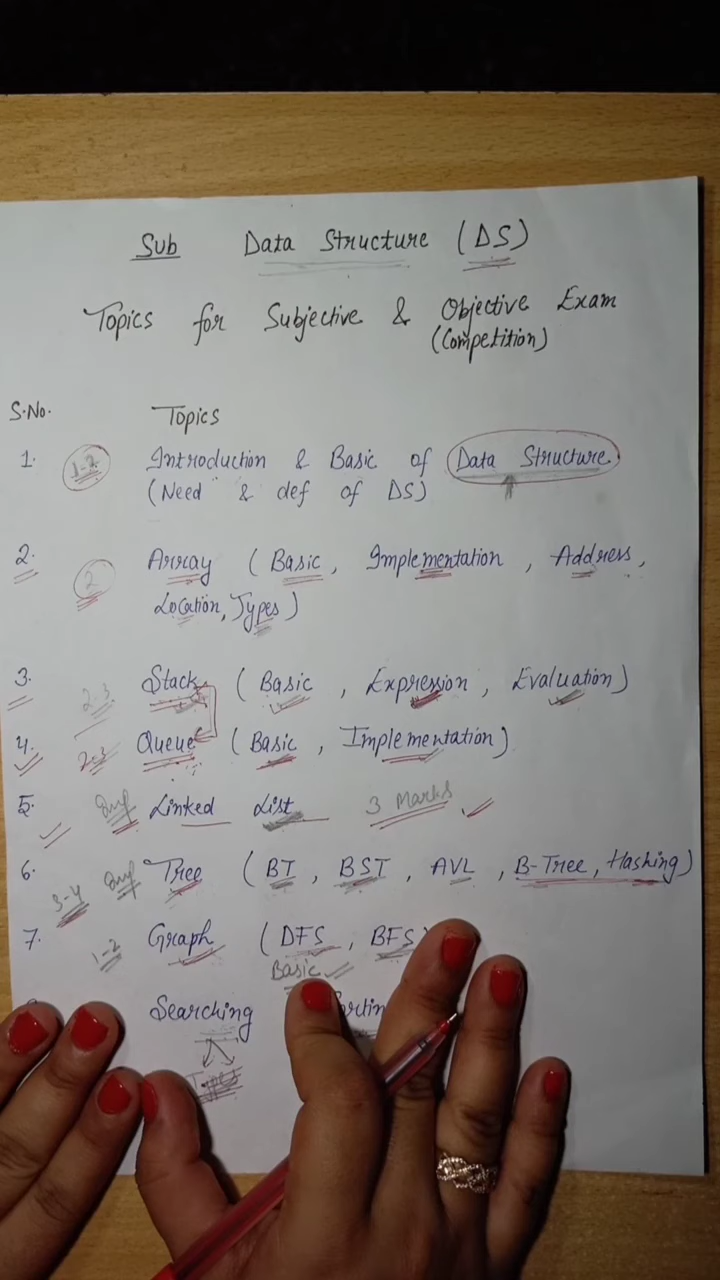 Sub Data Structure (DS)
Topics for Subjective & Objective Exam
(Competition)
S.No. Topics
1. 1-2 Introduction & Basic of Data Structure
(Need & def of DS)
2. 2 Array (Basic, Implementation, Address,
Location, Types)
3. 2-3 Stack (Basic, Expression, Evaluation)
4. 2-3 Queue (Basic, Implementation)
5. Imp Linked List 3 Marks
6. 3-4 Imp Tree (BT, BST, AVL, B-Tree, Hashing)
7. 1-2 Graph (DFS, BFS)
Basic
Searching